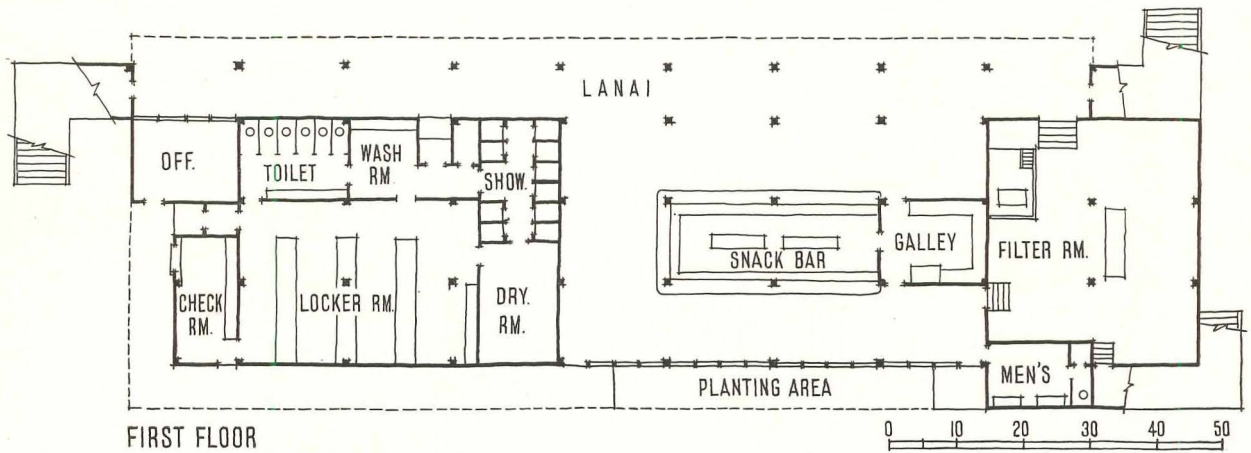 LANAI
OFF.
TOILET
WASH
RM
SHOW.
SNACK BAR
GALLEY
FILTER RM.
CHECK
RM.
LOCKER RM.
DRY.
RM.
MEN'S
PLANTING AREA
FIRST FLOOR
0 10 20 30 40 50